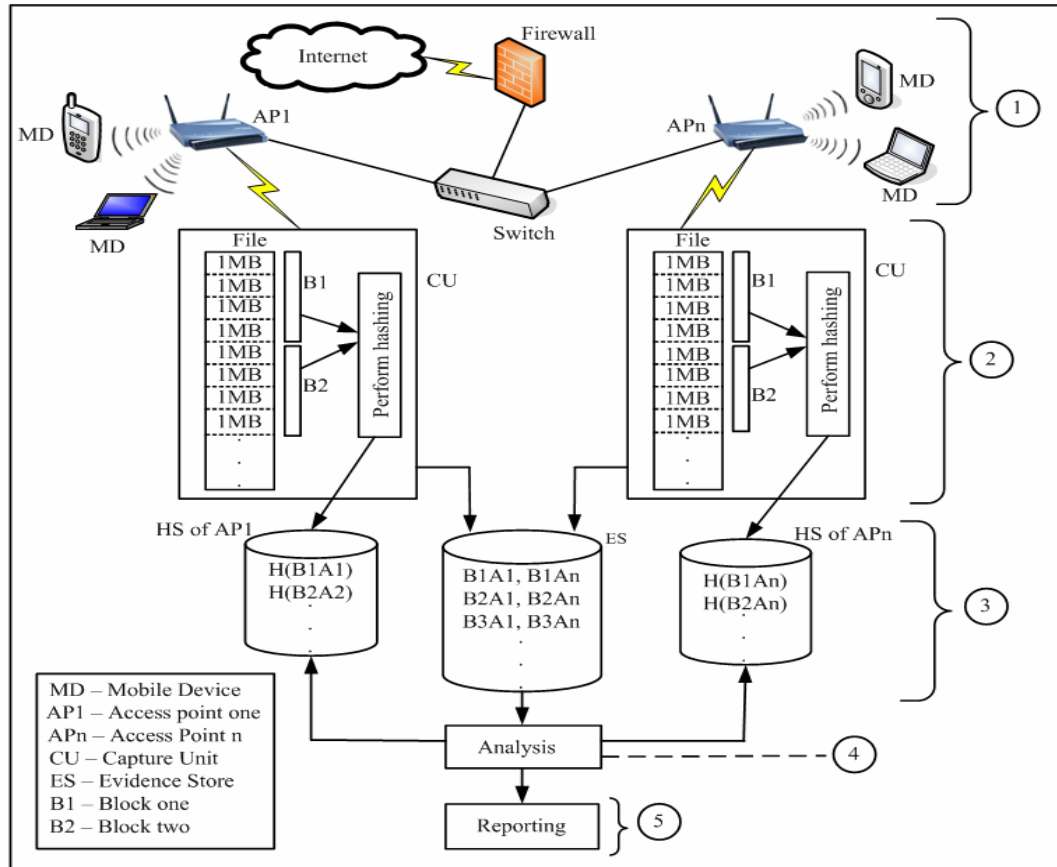 Firewall
Internet
MD
AP1
APn
MD
1
MD
MD
Switch
File
1MB
1MB
1MB
1MB
1MB
1MB
1MB
1MB
.
.
.
B1
B2
Perform hashing
CU
File
1MB
1MB
1MB
1MB
1MB
1MB
1MB
1MB
.
.
.
B1
B2
Perform hashing
CU
2
HS of AP1
H(B1A1)
H(B2A2)
.
.
.
ES
B1A1, B1An
B2A1, B2An
B3A1, B3An
.
.
.
HS of APn
H(B1An)
H(B2An)
.
.
.
3
MD – Mobile Device
AP1 – Access point one
APn – Access Point n
CU – Capture Unit
ES – Evidence Store
B1 – Block one
B2 – Block two
Analysis
4
Reporting
5